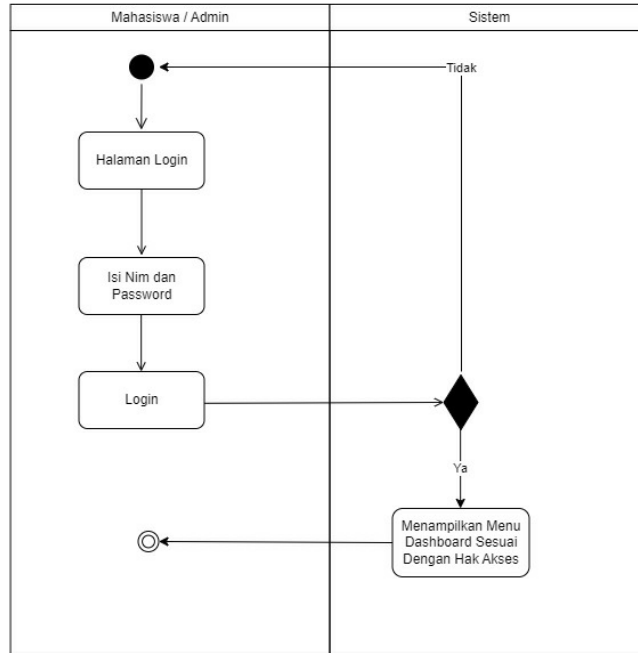 Mahasiswa / Admin
Sistem
Tidak
Halaman Login
Isi Nim dan
Password
Login
Ya
Menampilkan Menu
Dashboard Sesuai
Dengan Hak Akses